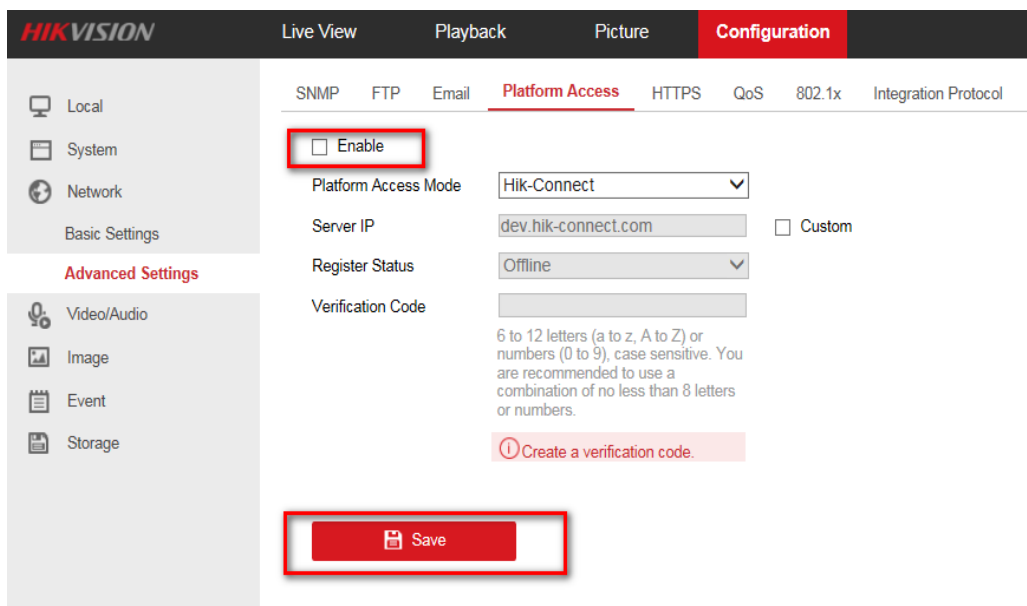 HIKVISION
Live View Playback Picture Configuration
SNMP FTP Email Platform Access HTTPS QoS 802.1x Integration Protocol
Local
System
Network
Basic Settings
Advanced Settings
Video/Audio
Image
Event
Storage
Enable
Platform Access Mode Hik-Connect
Server IP dev.hik-connect.com Custom
Register Status Offline
Verification Code
6 to 12 letters (a to z, A to Z) or
numbers (0 to 9), case sensitive. You
are recommended to use a
combination of no less than 8 letters
or numbers.
Create a verification code.
Save